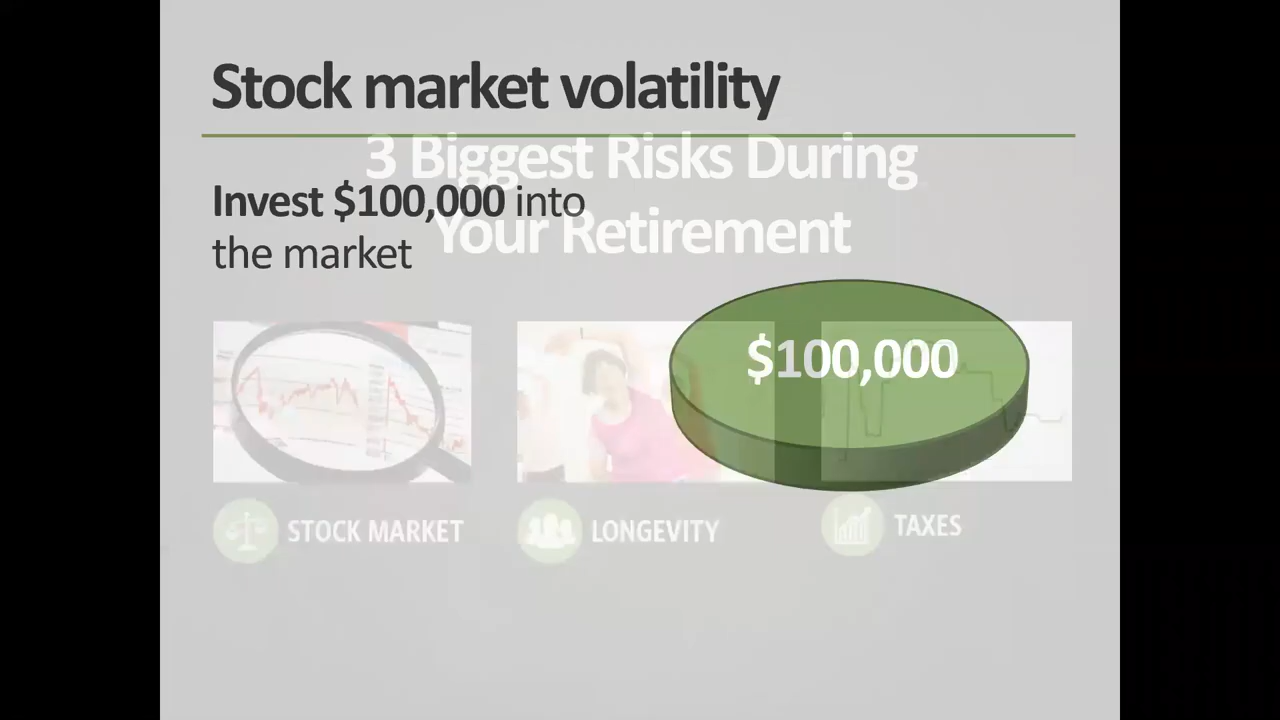 Stock market volatility
3 Biggest Risks During
Your Retirement
Invest $100,000 into
the market
$100,000
STOCK MARKET
LONGEVITY
TAXES